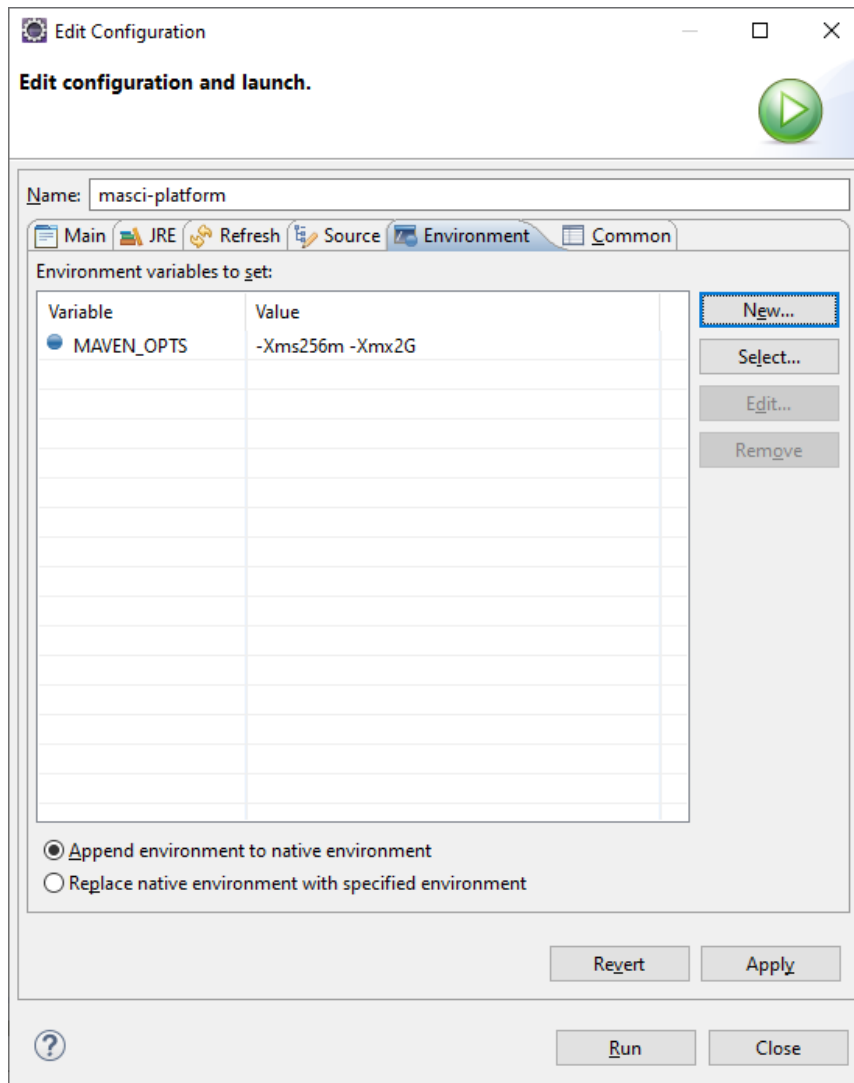 Edit Configuration
Edit configuration and launch.
Name: masci-platform
Main JRE Refresh Source Environment Common
Environment variables to set:
Variable Value
MAVEN_OPTS -Xms256m -Xmx2G
New...
Select...
Edit...
Remove
Append environment to native environment
Replace native environment with specified environment
Revert Apply
? Run Close